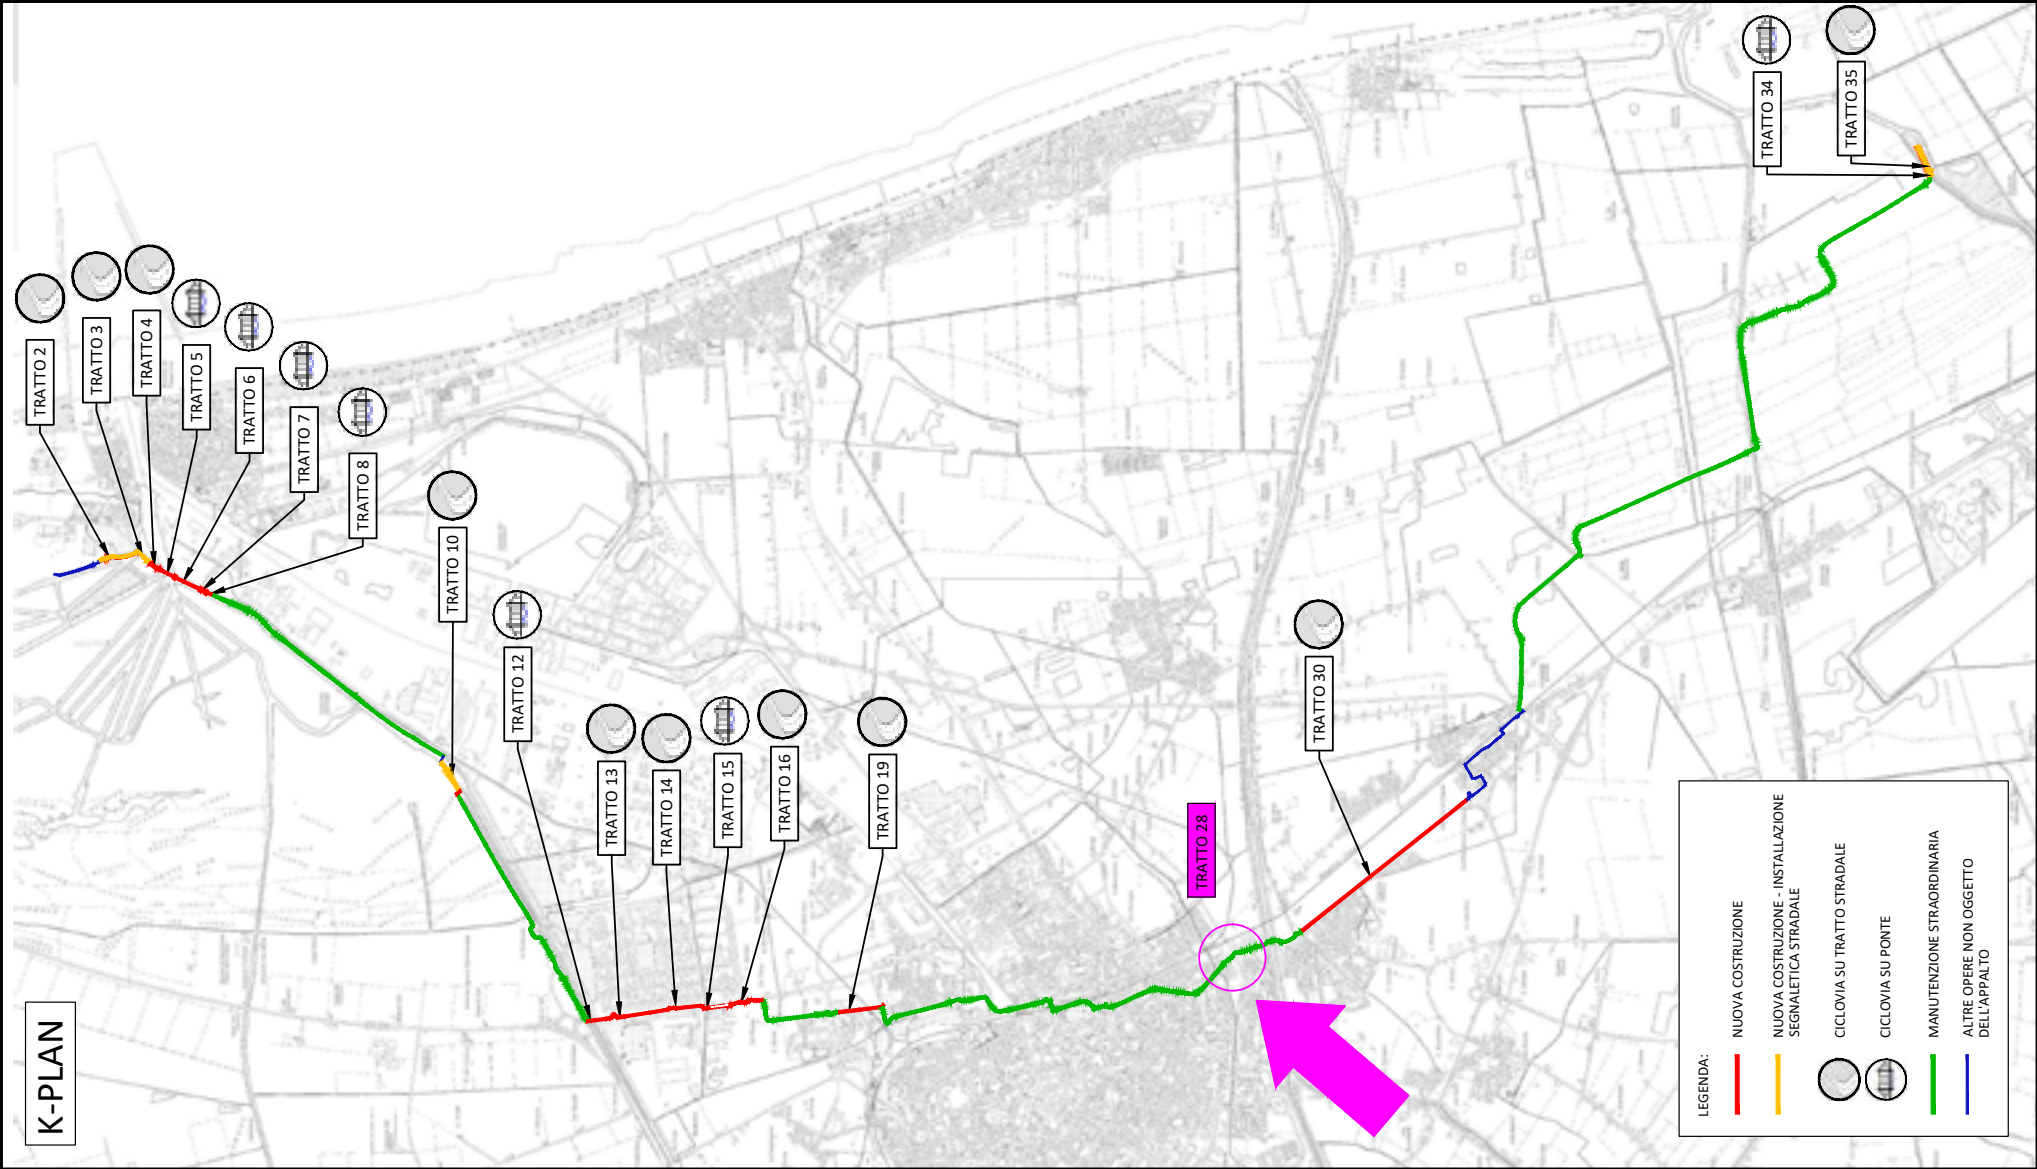 K-PLAN
TRATTO 2
TRATTO 3
TRATTO 4
TRATTO 5
TRATTO 6
TRATTO 7
TRATTO 8
TRATTO 10
TRATTO 12
TRATTO 13
TRATTO 14
TRATTO 15
TRATTO 16
TRATTO 19
TRATTO 28
TRATTO 30
TRATTO 34
TRATTO 35
LEGENDA:
NUOVA COSTRUZIONE
NUOVA COSTRUZIONE - INSTALLAZIONE
SEGNALETICA STRADALE
CICLOVIA SU TRATTO STRADALE
CICLOVIA SU PONTE
MANUTENZIONE STRAORDINARIA
ALTRE OPERE NON OGGETTO
DELL'APPALTO